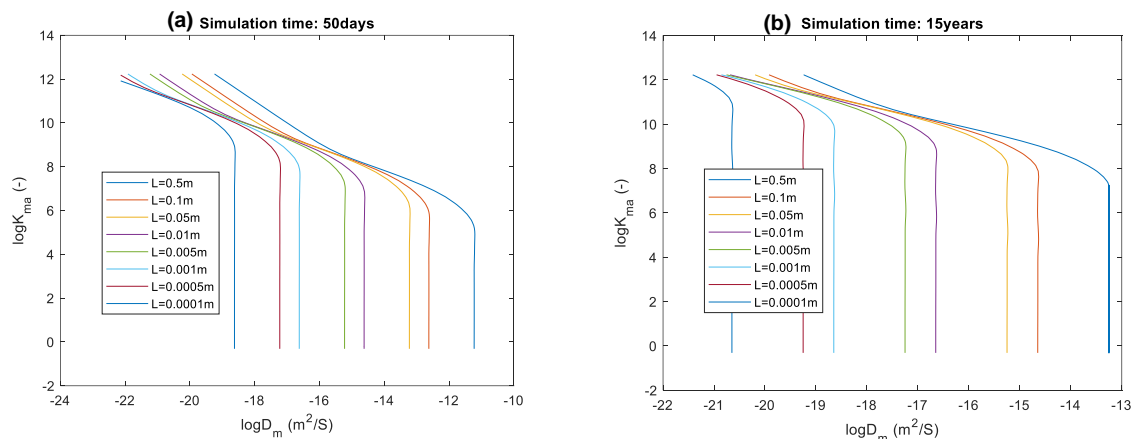 (a) Simulation time: 50days
14
12
10
8
6
4
2
0
-2
logK_ma (-)
L=0.5m
L=0.1m
L=0.05m
L=0.01m
L=0.005m
L=0.001m
L=0.0005m
L=0.0001m
-24 -22 -20 -18 -16 -14 -12 -10
logD_m (m^2/S)
(b) Simulation time: 15years
14
12
10
8
6
4
2
0
-2
logK_ma (-)
L=0.5m
L=0.1m
L=0.05m
L=0.01m
L=0.005m
L=0.001m
L=0.0005m
L=0.0001m
-22 -21 -20 -19 -18 -17 -16 -15 -14 -13
logD_m (m^2/S)